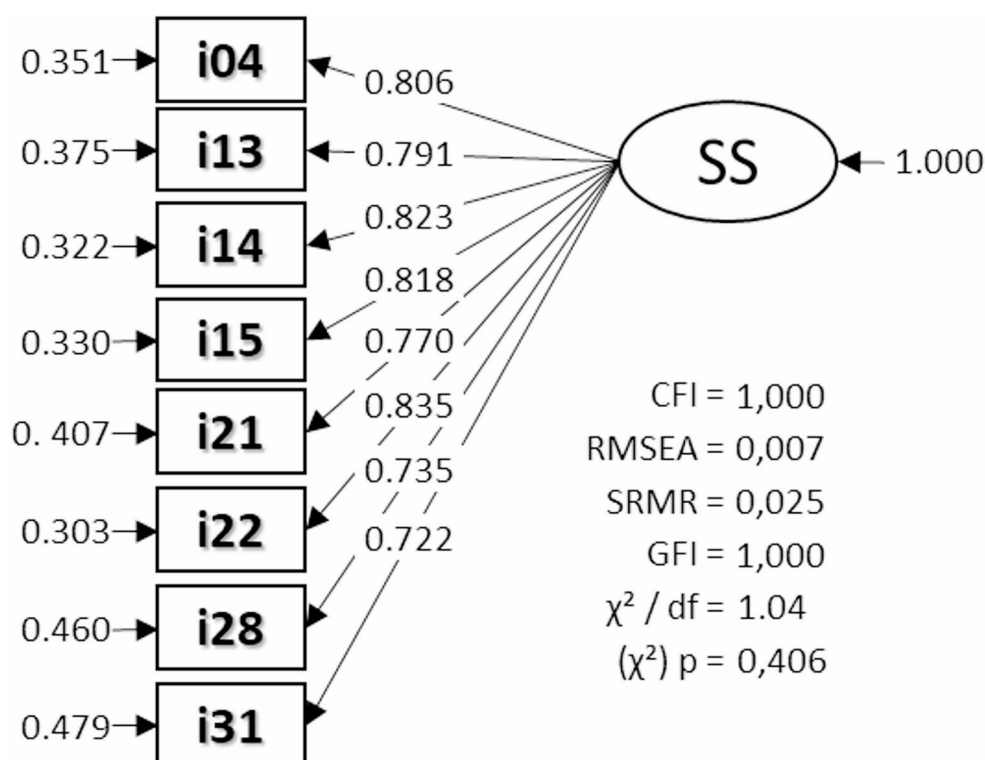 0.351 i04 0.806
0.375 i13 0.791 SS 1.000
0.322 i14 0.823
0.330 i15 0.818
0. 407 i21 0.770
0.303 i22 0.835
0.460 i28 0.735
0.479 i31 0.722
CFI = 1,000
RMSEA = 0,007
SRMR = 0,025
GFI = 1,000
χ² / df = 1.04
(χ²) p = 0,406